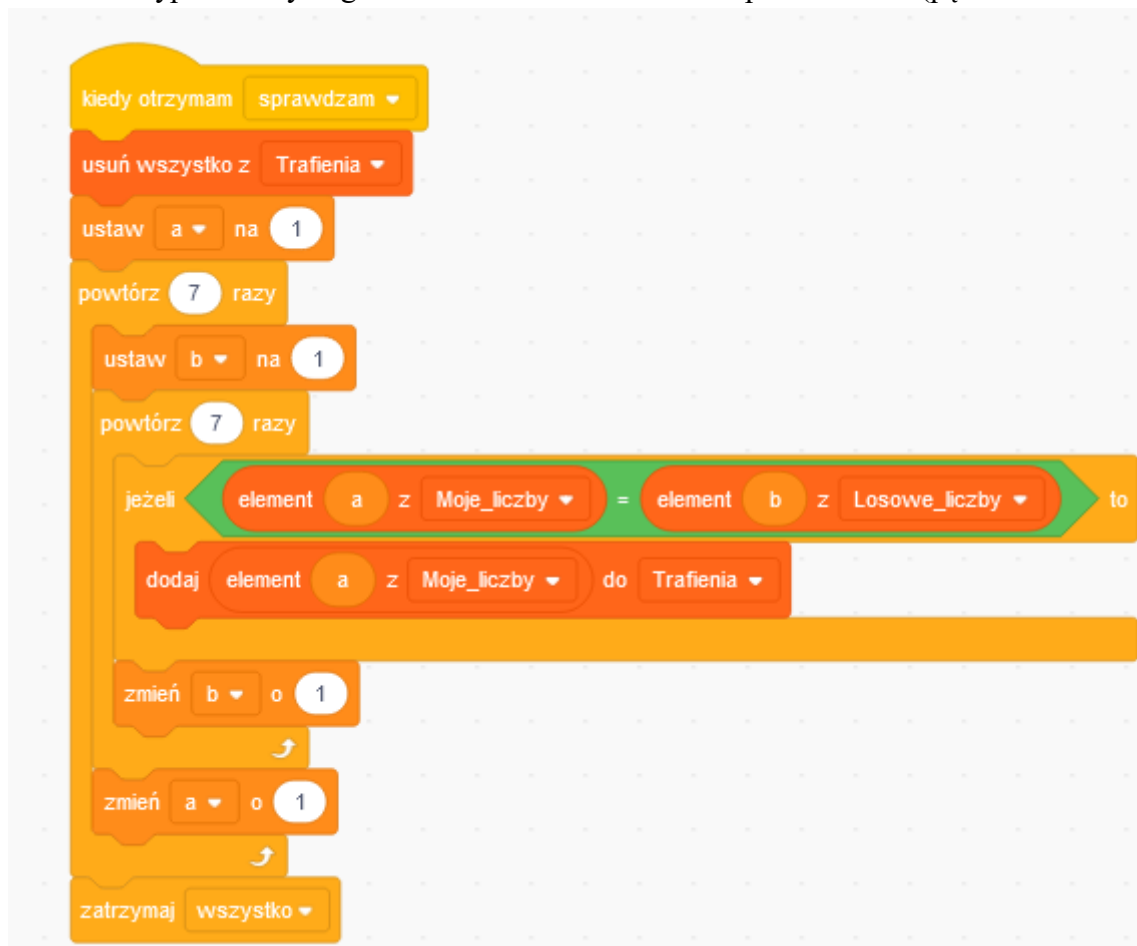 kiedy otrzymam sprawdzam
usuń wszystko z Trafienia
ustaw a na 1
powtórz 7 razy
ustaw b na 1
powtórz 7 razy
jeżeli element a z Moje_liczby = element b z Losowe_liczby to
dodaj element a z Moje_liczby do Trafienia
zmień b o 1
zmień a o 1
zatrzymaj wszystko